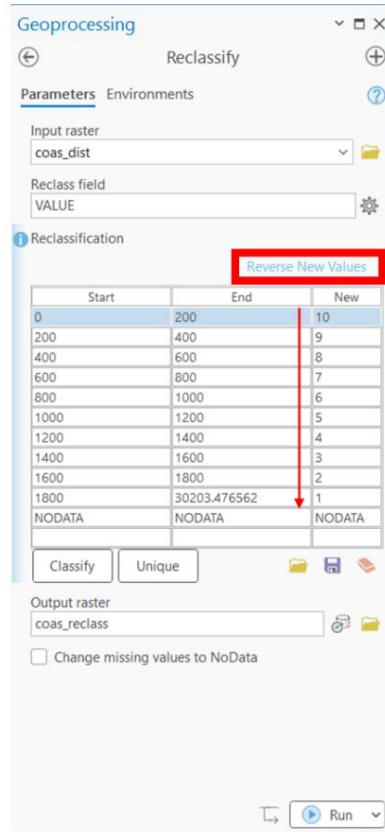 Geoprocessing
Reclassify
Parameters Environments
Input raster
coas_dist
Reclass field
VALUE
Reclassification
Reverse New Values
Start End New
0 200 10
200 400 9
400 600 8
600 800 7
800 1000 6
1000 1200 5
1200 1400 4
1400 1600 3
1600 1800 2
1800 30203.476562 1
NODATA NODATA NODATA
Classify Unique
Output raster
coas_reclass
Change missing values to NoData
Run